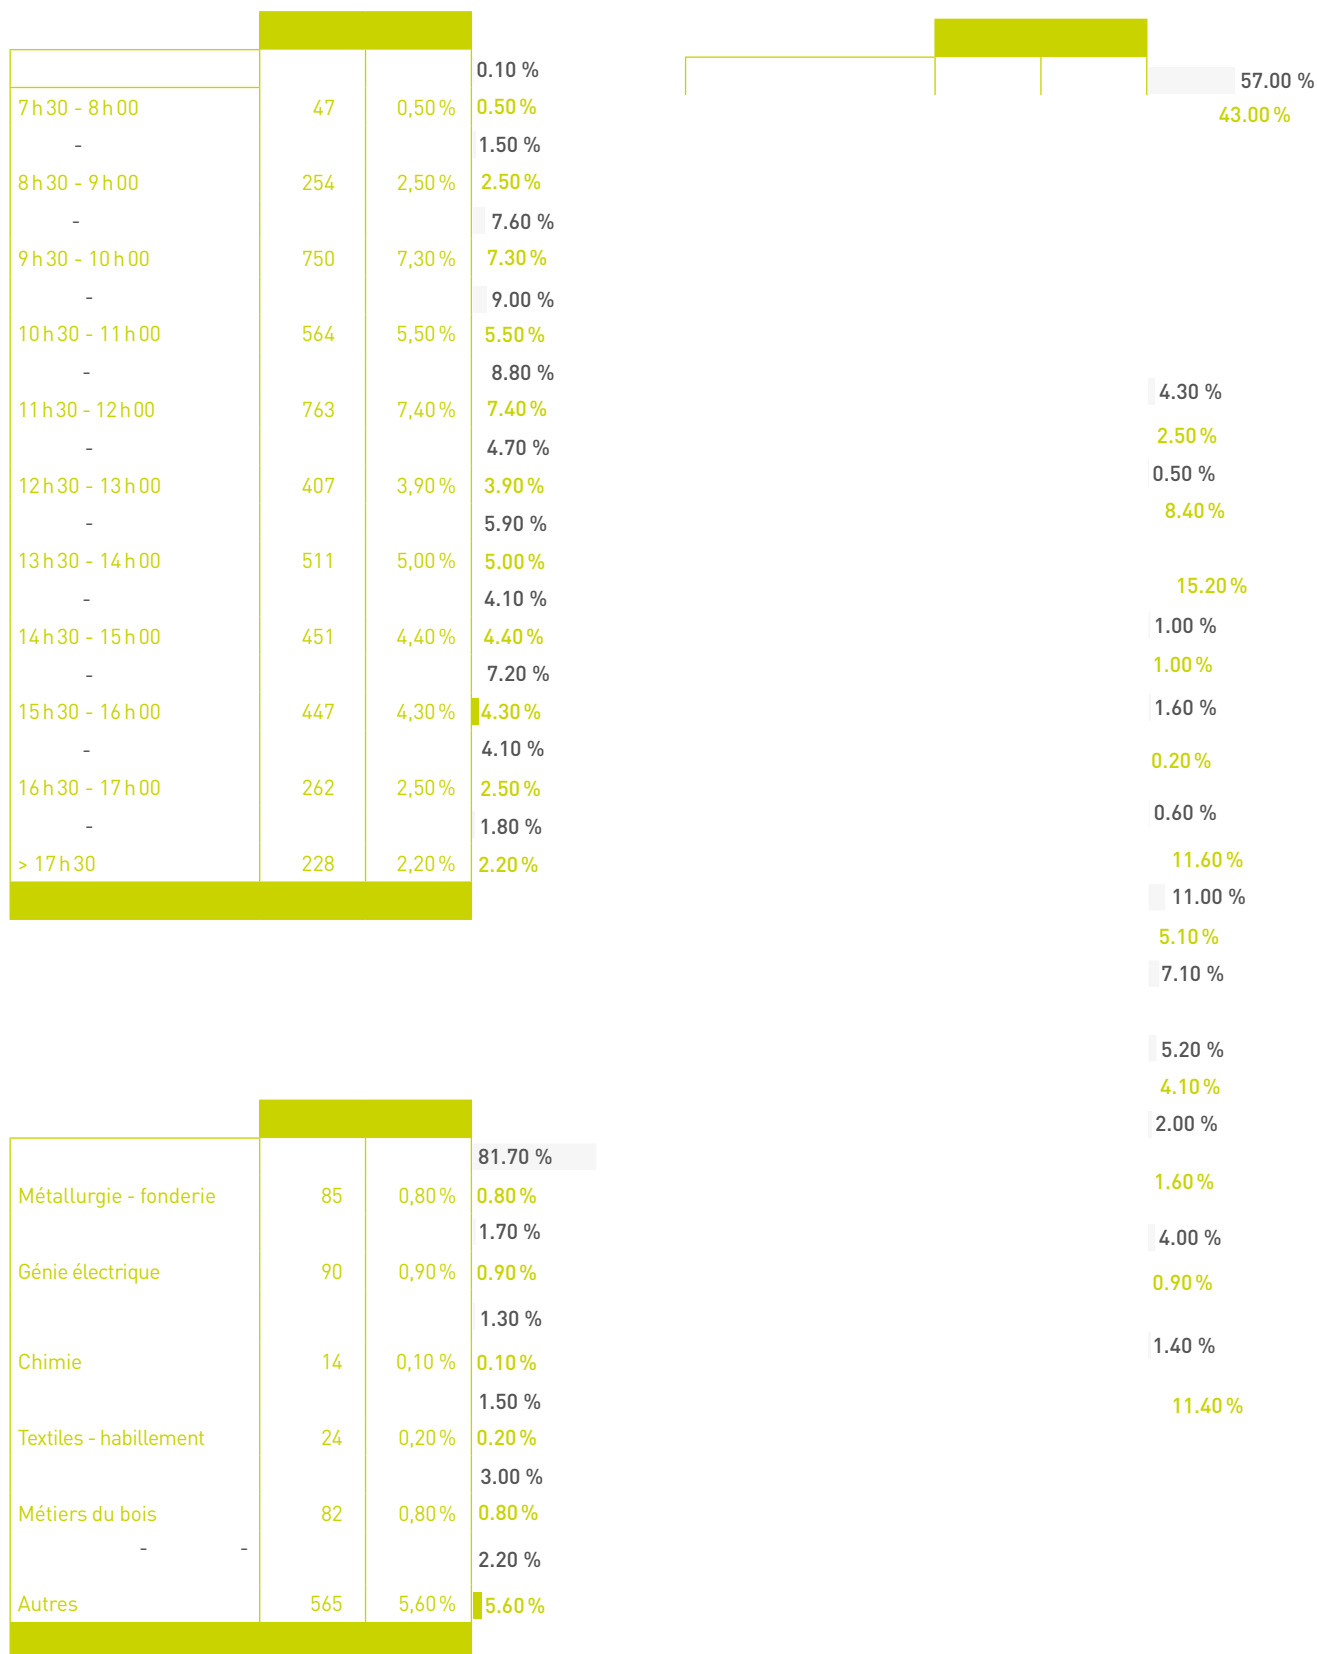 0.10 %
7 h 30 - 8 h 00 47 0,50 % 0.50 %
- 1.50 %
8 h 30 - 9 h 00 254 2,50 % 2.50 %
- 7.60 %
9 h 30 - 10 h 00 750 7,30 % 7.30 %
- 9.00 %
10 h 30 - 11 h 00 564 5,50 % 5.50 %
- 8.80 %
11 h 30 - 12 h 00 763 7,40 % 7.40 %
- 4.70 %
12 h 30 - 13 h 00 407 3,90 % 3.90 %
- 5.90 %
13 h 30 - 14 h 00 511 5,00 % 5.00 %
- 4.10 %
14 h 30 - 15 h 00 451 4,40 % 4.40 %
- 7.20 %
15 h 30 - 16 h 00 447 4,30 % 4.30 %
- 4.10 %
16 h 30 - 17 h 00 262 2,50 % 2.50 %
- 1.80 %
> 17 h 30 228 2,20 % 2.20 %
81.70 %
Métallurgie - fonderie 85 0,80 % 0.80 %
1.70 %
Génie électrique 90 0,90 % 0.90 %
1.30 %
Chimie 14 0,10 % 0.10 %
1.50 %
Textiles - habillement 24 0,20 % 0.20 %
3.00 %
Métiers du bois 82 0,80 % 0.80 %
- - 2.20 %
Autres 565 5,60 % 5.60 %
57.00 %
43.00 %
4.30 %
2.50 %
0.50 %
8.40 %
15.20 %
1.00 %
1.00 %
1.60 %
0.20 %
0.60 %
11.60 %
11.00 %
5.10 %
7.10 %
5.20 %
4.10 %
2.00 %
1.60 %
4.00 %
0.90 %
1.40 %
11.40 %